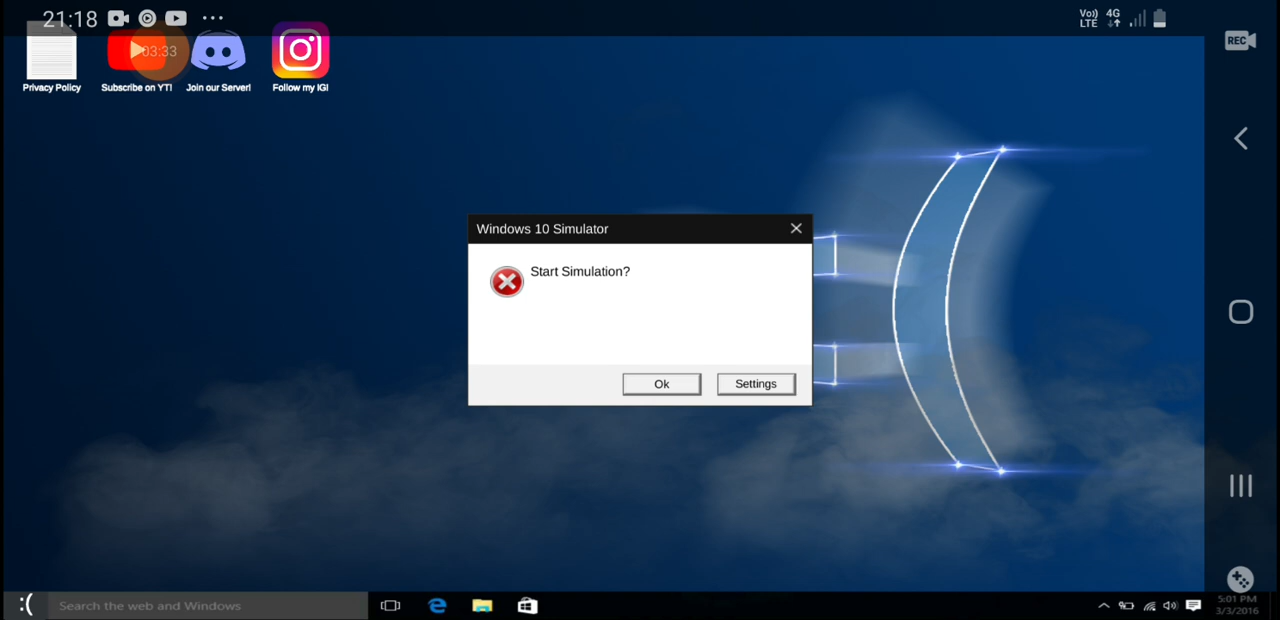 21:18
Vo)) 4G
LTE
REC
03:33
Privacy Policy
Subscribe on YT!
Join our Server!
Follow my IG!
Windows 10 Simulator
Start Simulation?
Ok
Settings
:(
Search the web and Windows
5:01 PM
3/3/2016